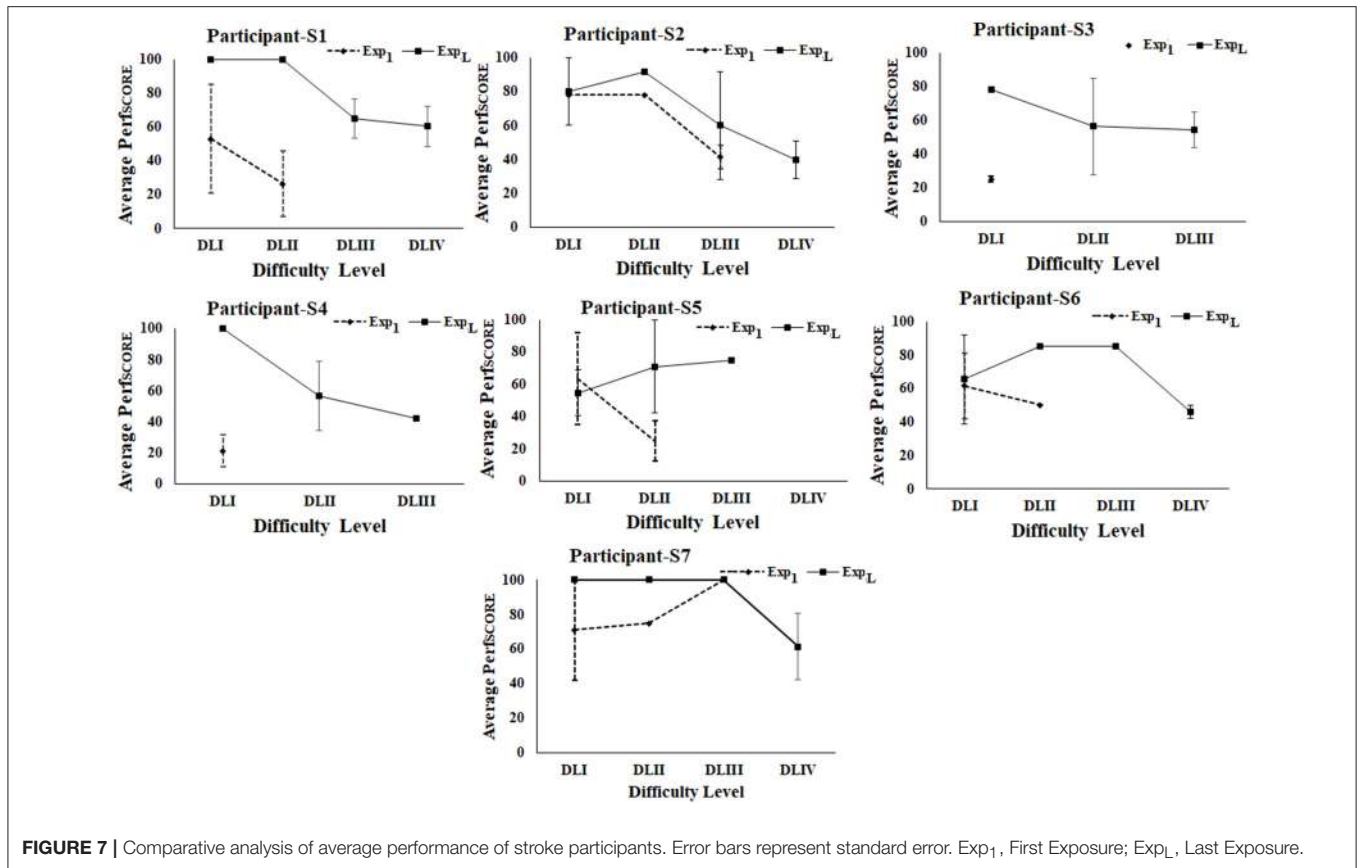 Participant-S1
Exp1 ExpL
Average PerfSCORE
100
80
60
40
20
0
DLI DLII DLIII DLIV
Difficulty Level
Participant-S2
Exp1 ExpL
Average PerfSCORE
100
80
60
40
20
0
DLI DLII DLIII DLIV
Difficulty Level
Participant-S3
Exp1 ExpL
Average PerfSCORE
100
80
60
40
20
0
DLI DLII DLIII
Difficulty Level
Participant-S4
Exp1 ExpL
Average PerfSCORE
100
80
60
40
20
0
DLI DLII DLIII
Difficulty Level
Participant-S5
Exp1 ExpL
Average PerfSCORE
100
80
60
40
20
0
DLI DLII DLIII DLIV
Difficulty Level
Participant-S6
Exp1 ExpL
Average PerfSCORE
100
80
60
40
20
0
DLI DLII DLIII DLIV
Difficulty Level
Participant-S7
Exp1 ExpL
Average PerfSCORE
100
80
60
40
20
0
DLI DLII DLIII DLIV
Difficulty Level
FIGURE 7 | Comparative analysis of average performance of stroke participants. Error bars represent standard error. Exp1, First Exposure; ExpL, Last Exposure.